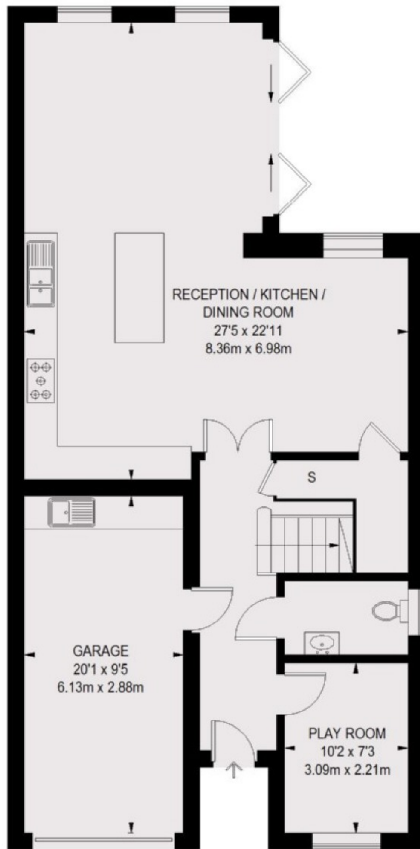 RECEPTION / KITCHEN /
DINING ROOM
27'5 x 22'11
8.36m x 6.98m
S
GARAGE
20'1 x 9'5
6.13m x 2.88m
PLAY ROOM
10'2 x 7'3
3.09m x 2.21m